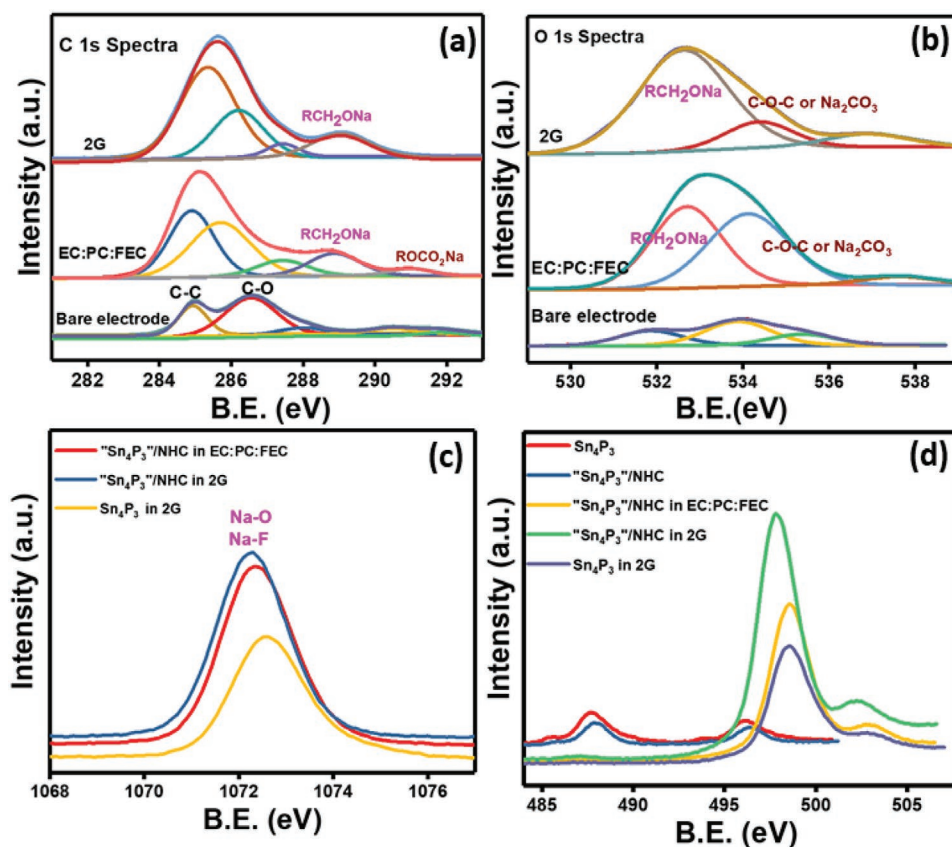 C 1s Spectra
(a)
RCH₂ONa
2G
RCH₂ONa
ROCO₂Na
EC:PC:FEC
C-C
C-O
Bare electrode
282 284 286 288 290 292
B.E. (eV)
Intensity (a.u.)
O 1s Spectra
(b)
RCH₂ONa
C-O-C or Na₂CO₃
2G
RCH₂ONa
C-O-C or Na₂CO₃
EC:PC:FEC
Bare electrode
530 532 534 536 538
B.E.(eV)
Intensity (a.u.)
(c)
"Sn₄P₃"/NHC in EC:PC:FEC
"Sn₄P₃"/NHC in 2G
Sn₄P₃ in 2G
Na-O
Na-F
1068 1070 1072 1074 1076
B.E. (eV)
Intensity (a.u.)
(d)
Sn₄P₃
"Sn₄P₃"/NHC
"Sn₄P₃"/NHC in EC:PC:FEC
"Sn₄P₃"/NHC in 2G
Sn₄P₃ in 2G
485 490 495 500 505
B.E. (eV)
Intensity (a.u.)